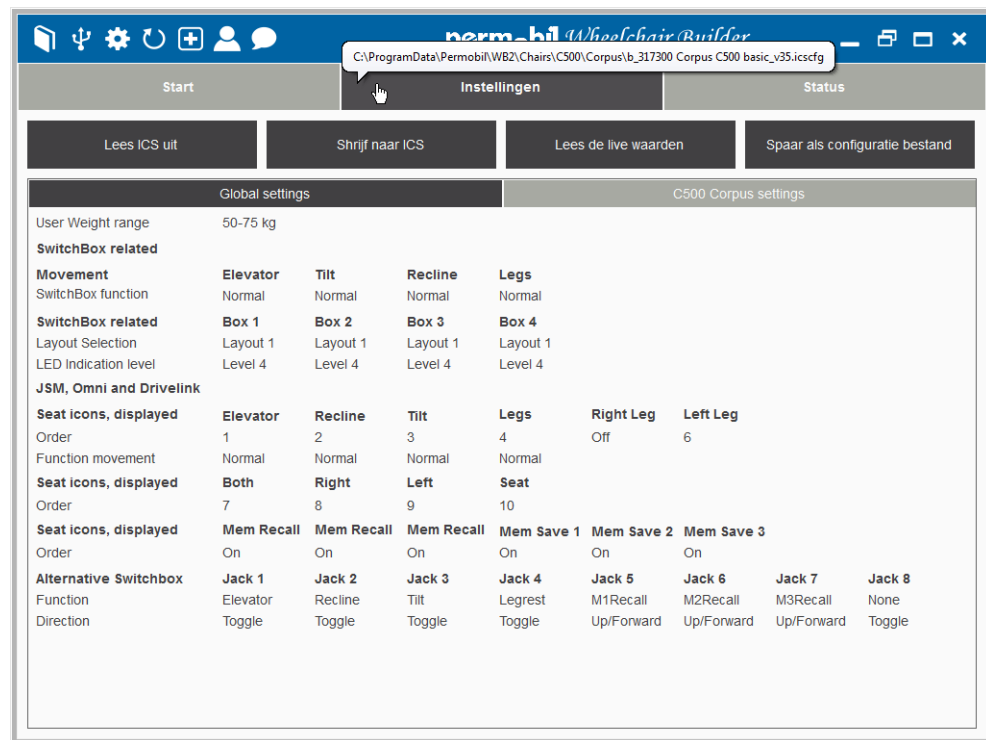 permobil Wheelchair Builder
C:\ProgramData\Permobil\WB2\Chairs\C500\Corpus\b_317300 Corpus C500 basic_v35.icscfg
Start Instellingen Status
Lees ICS uit Shrijf naar ICS Lees de live waarden Spaar als configuratie bestand
Global settings C500 Corpus settings
User Weight range 50-75 kg
SwitchBox related
Movement Elevator Tilt Recline Legs
SwitchBox function Normal Normal Normal Normal
SwitchBox related Box 1 Box 2 Box 3 Box 4
Layout Selection Layout 1 Layout 1 Layout 1 Layout 1
LED Indication level Level 4 Level 4 Level 4 Level 4
JSM, Omni and Drivelink
Seat icons, displayed Elevator Recline Tilt Legs Right Leg Left Leg
Order 1 2 3 4 Off 6
Function movement Normal Normal Normal Normal
Seat icons, displayed Both Right Left Seat
Order 7 8 9 10
Seat icons, displayed Mem Recall Mem Recall Mem Recall Mem Save 1 Mem Save 2 Mem Save 3
Order On On On On On On
Alternative Switchbox Jack 1 Jack 2 Jack 3 Jack 4 Jack 5 Jack 6 Jack 7 Jack 8
Function Elevator Recline Tilt Legrest M1Recall M2Recall M3Recall None
Direction Toggle Toggle Toggle Toggle Up/Forward Up/Forward Up/Forward Toggle